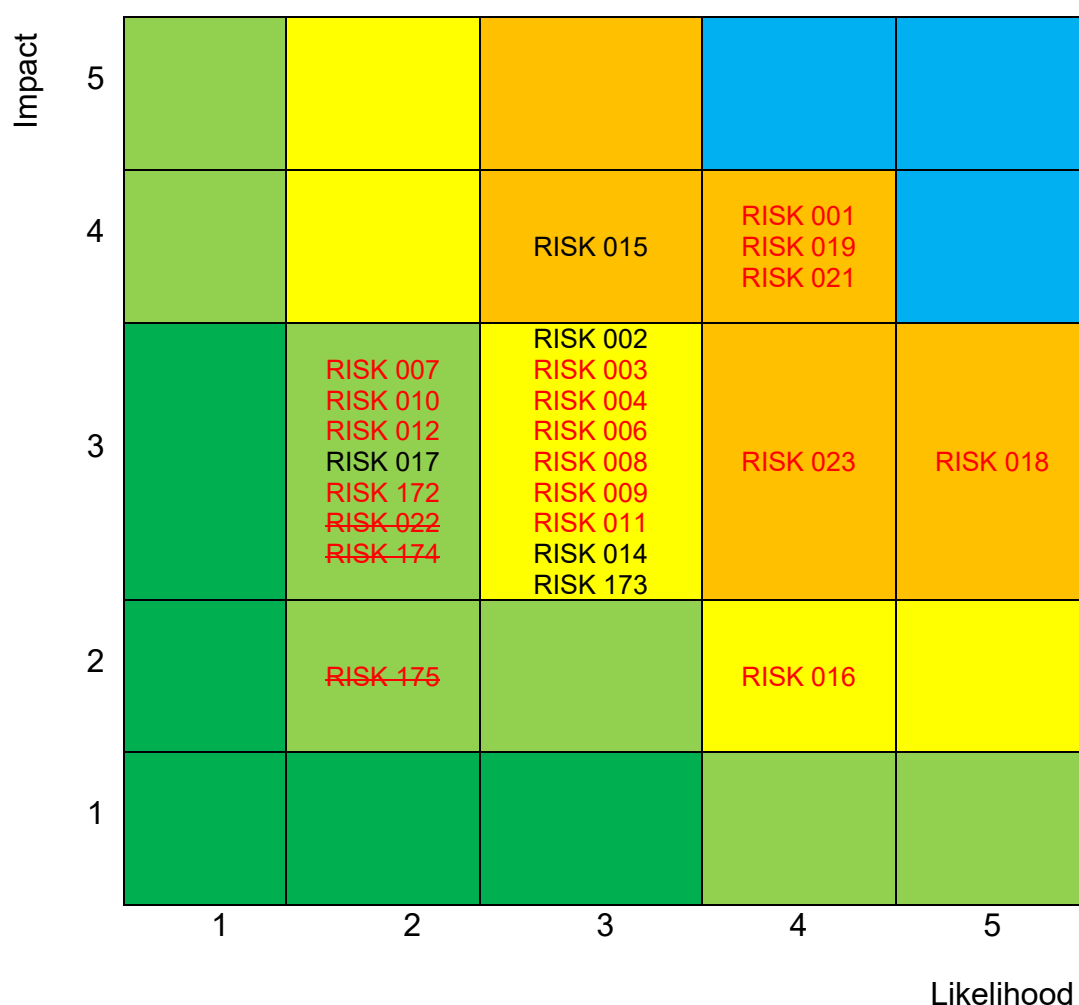 Impact
5
4
RISK 015
RISK 001
RISK 019
RISK 021
3
RISK 007
RISK 010
RISK 012
RISK 017
RISK 172
RISK 022
RISK 174
RISK 002
RISK 003
RISK 004
RISK 006
RISK 008
RISK 009
RISK 011
RISK 014
RISK 173
RISK 023
RISK 018
2
RISK 175
RISK 016
1
1 2 3 4 5
Likelihood